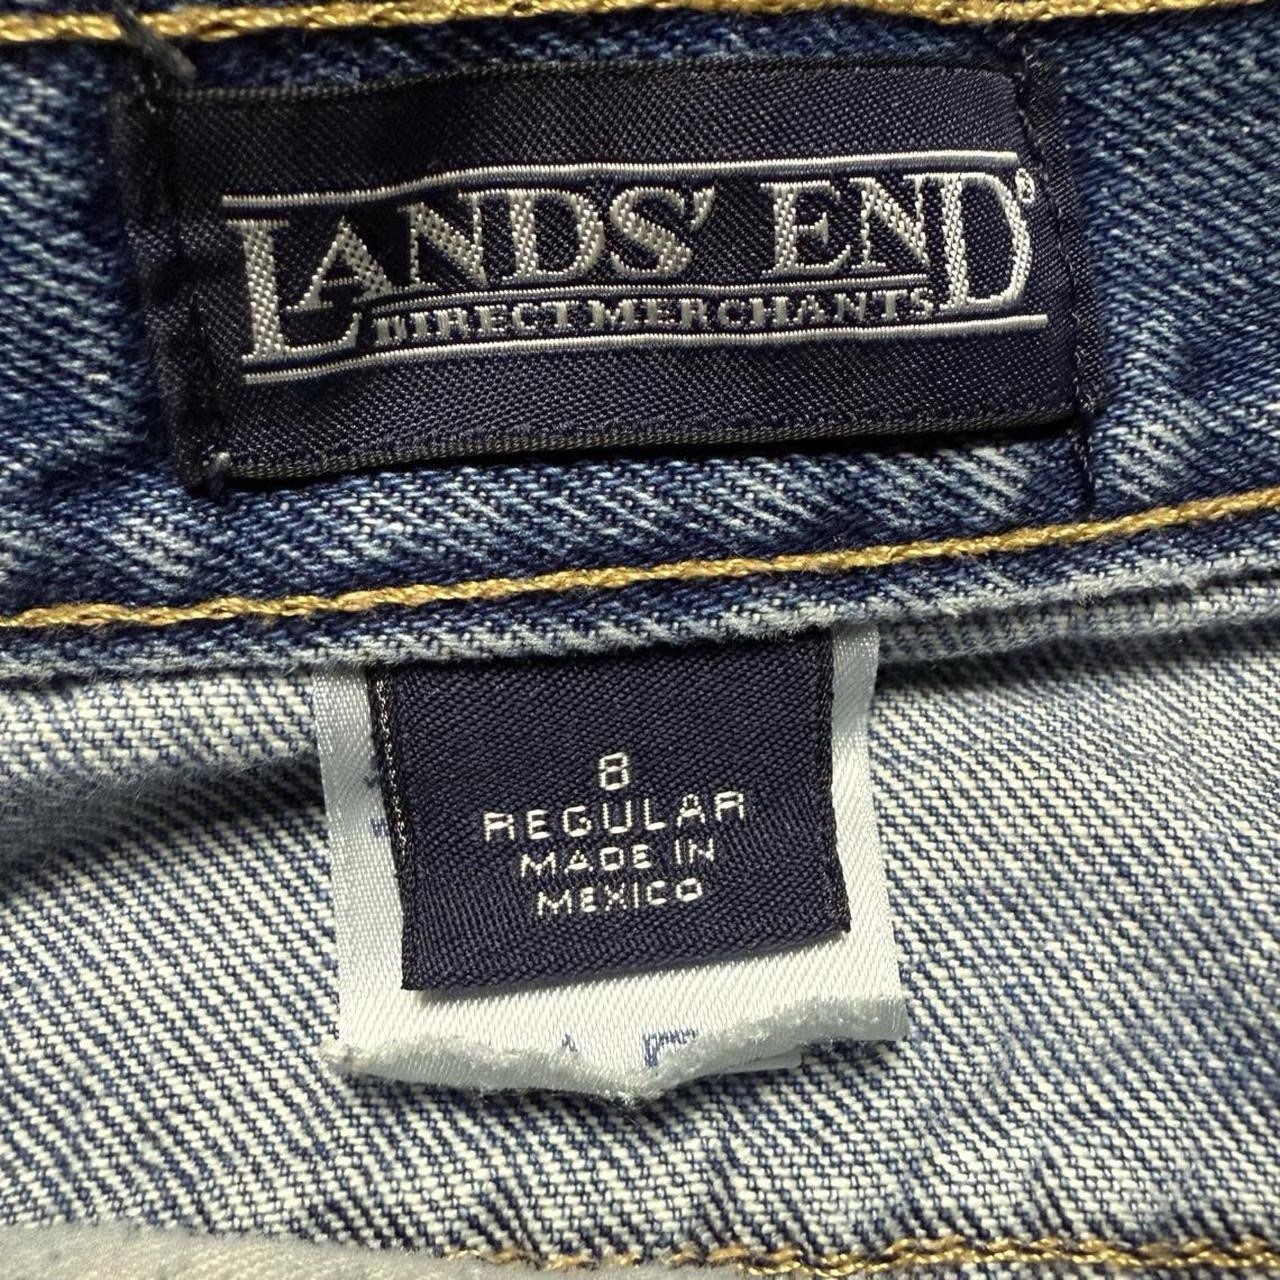 LANDS' END®
DIRECT MERCHANTS
8
REGULAR
MADE IN
MEXICO